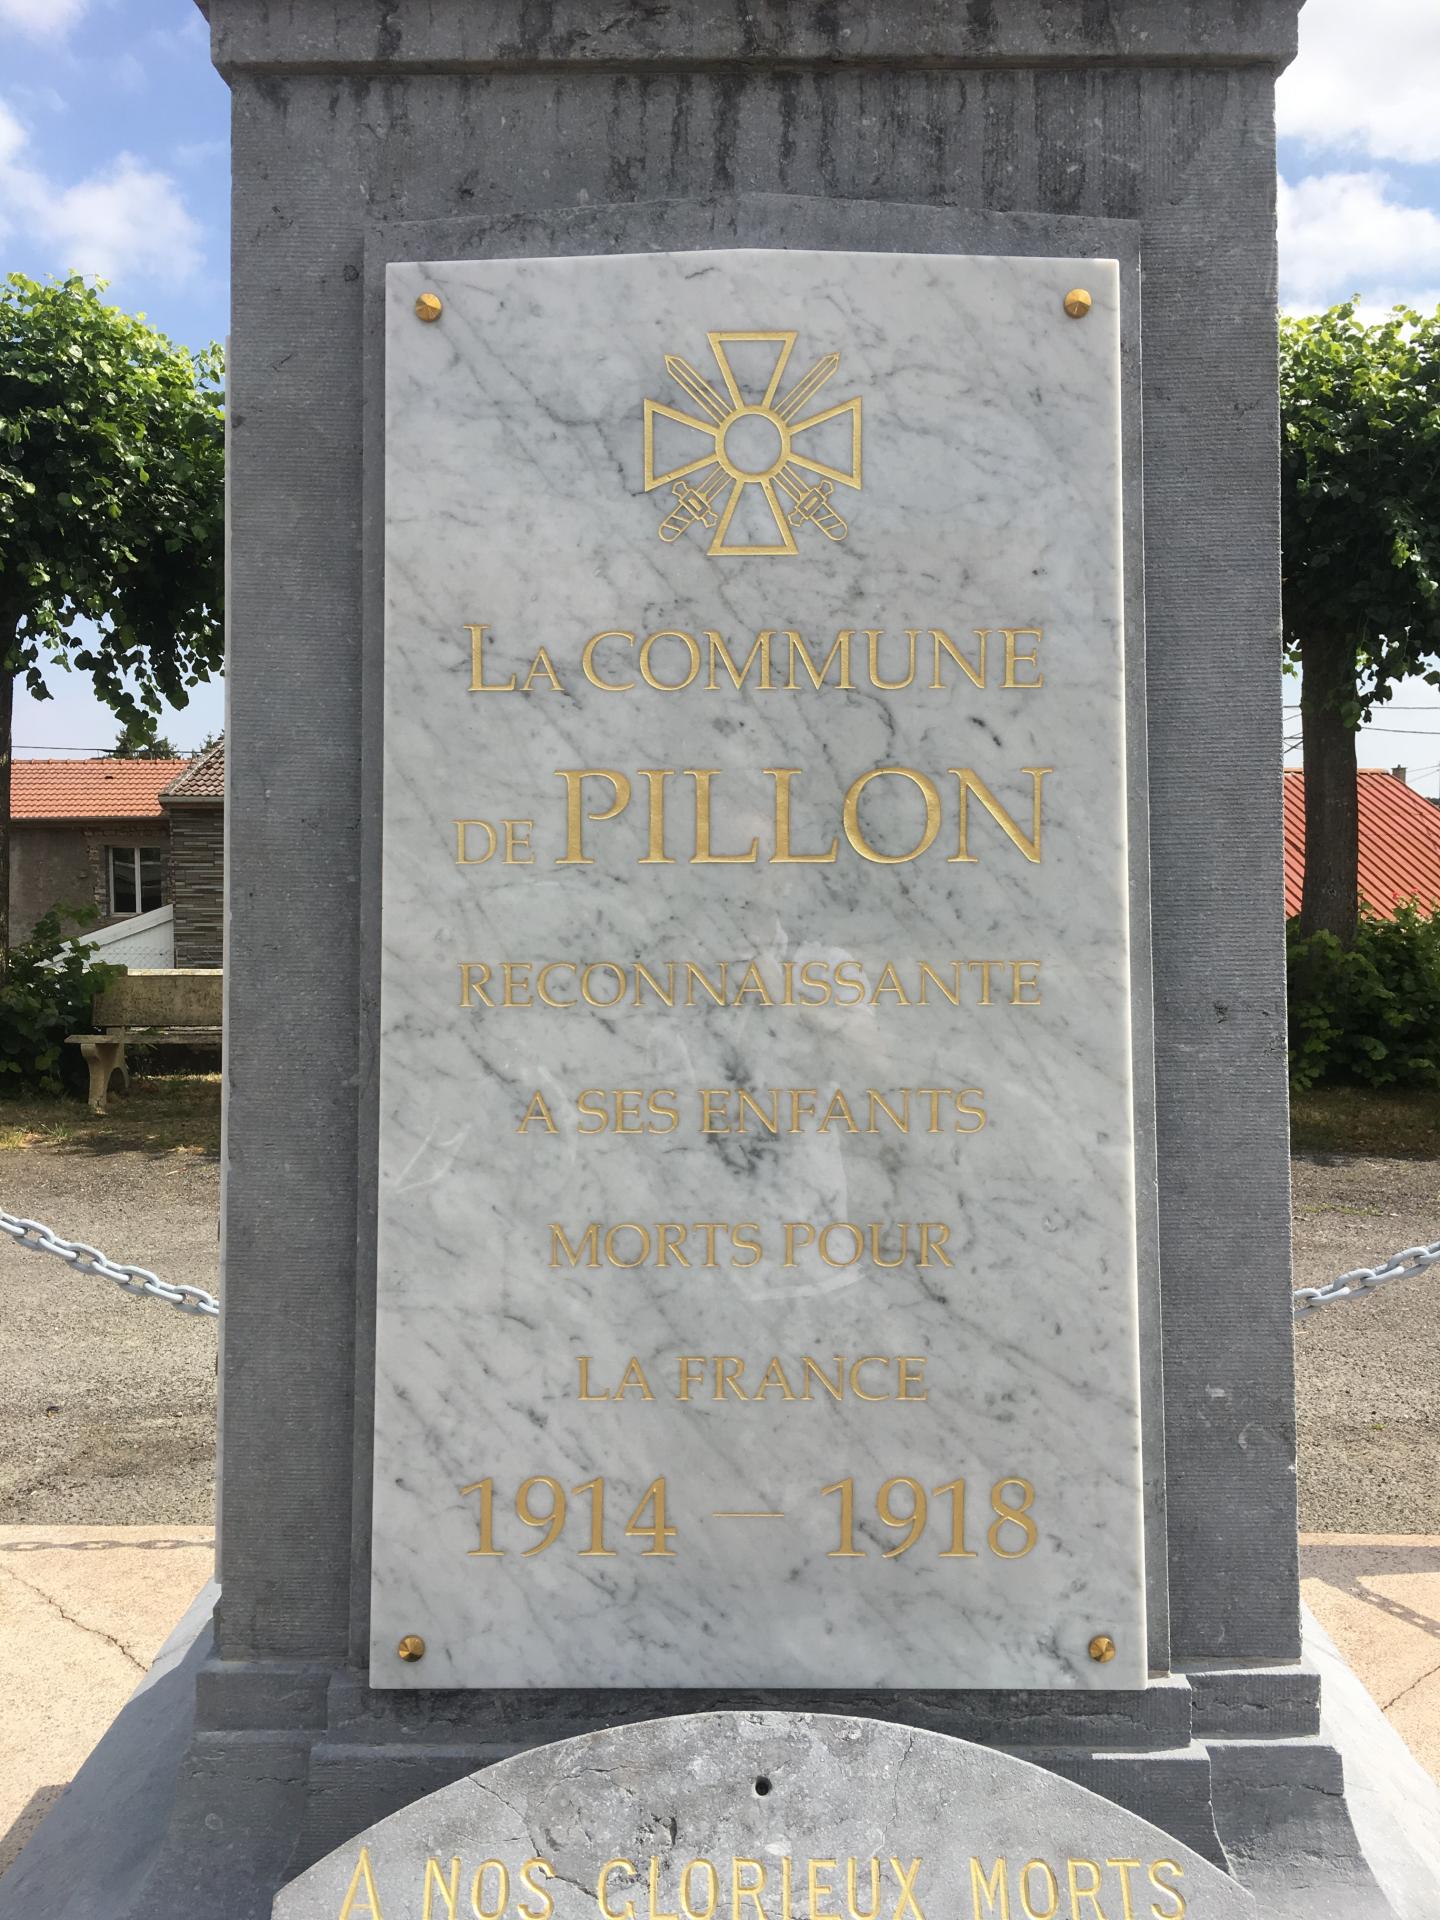 LA COMMUNE
DE PILLON
RECONNAISSANTE
A SES ENFANTS
MORTS POUR
LA FRANCE
1914 — 1918
A NOS GLORIEUX MORTS